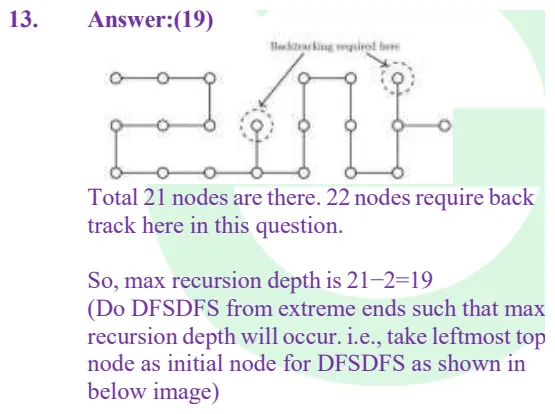 13. Answer:(19)
Backtracking required here
Total 21 nodes are there. 22 nodes require back
track here in this question.
So, max recursion depth is 21−2=19
(Do DFSDFS from extreme ends such that max
recursion depth will occur. i.e., take leftmost top
node as initial node for DFSDFS as shown in
below image)